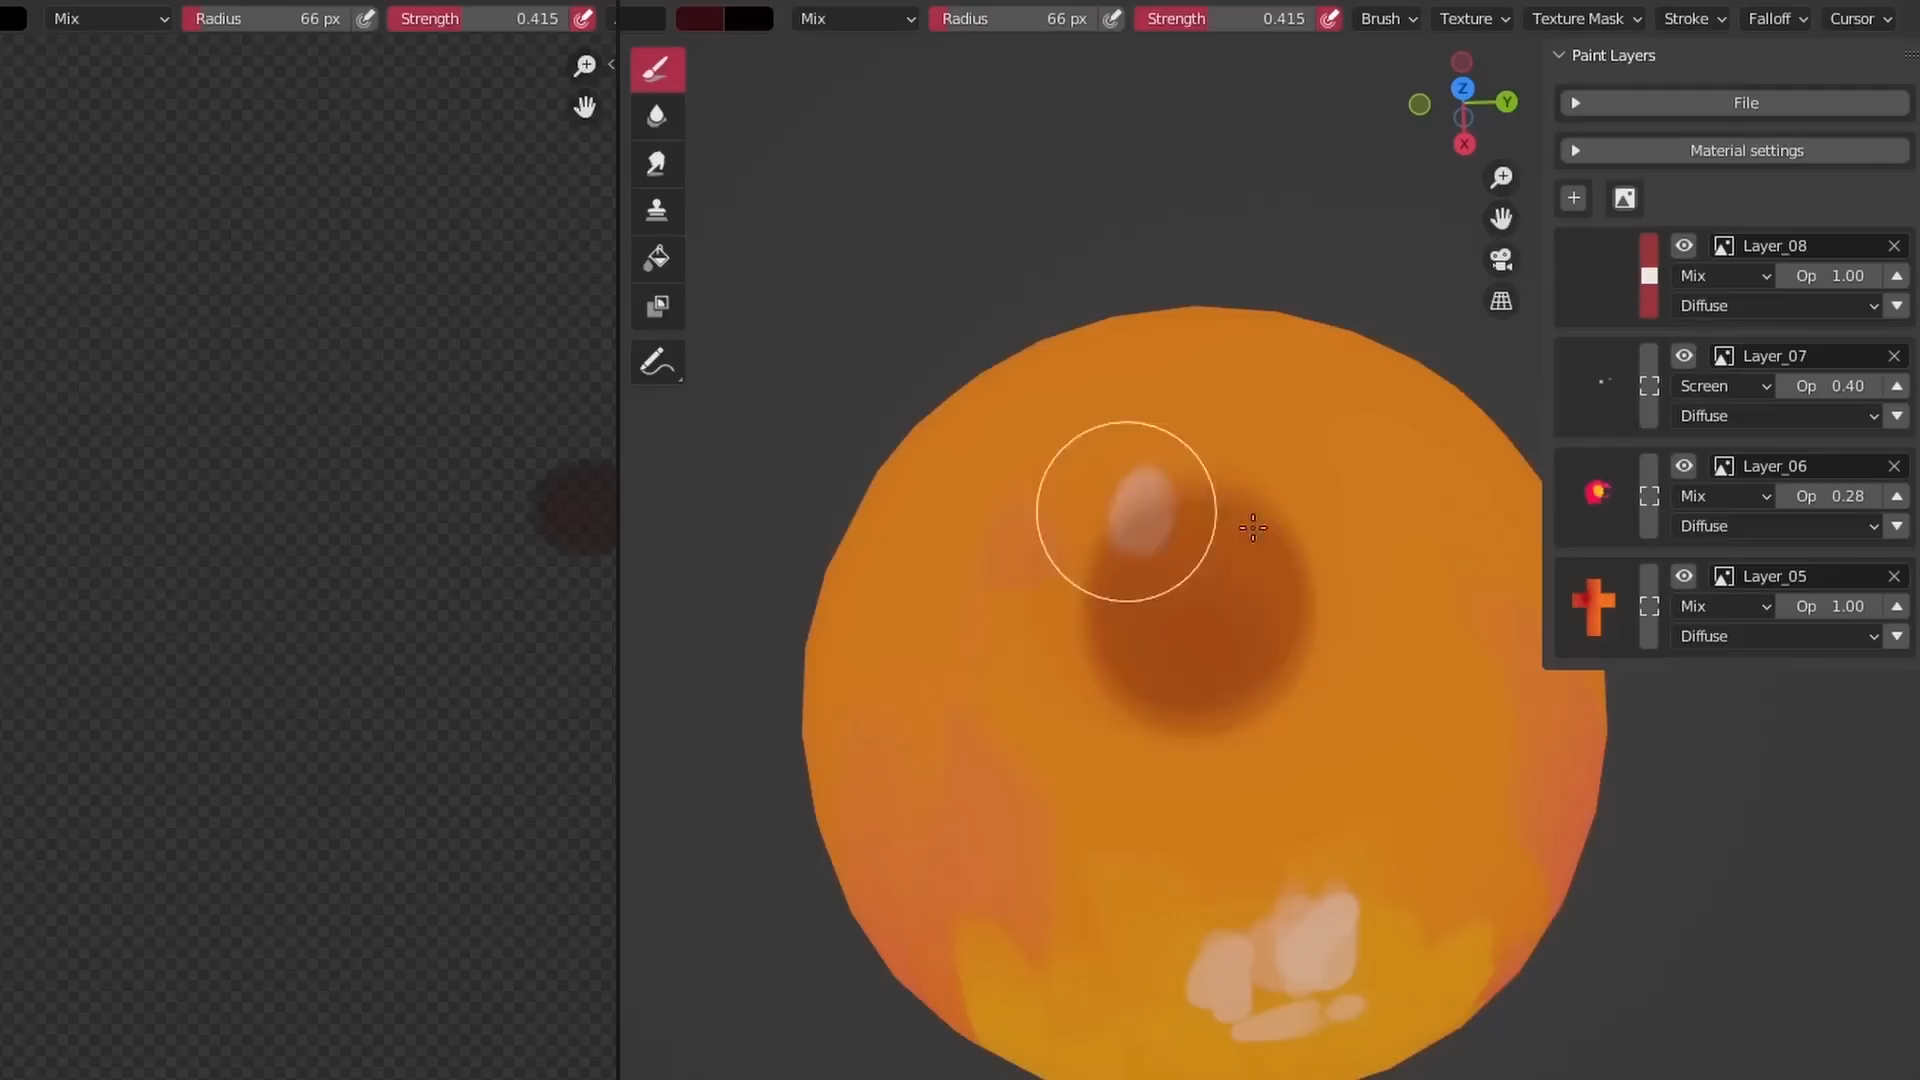 Mix Radius 66 px Strength 0.415 Mix Radius 66 px Strength 0.415 Brush Texture Texture Mask Stroke Falloff Cursor
Paint Layers
Z
Y
X
File
Material settings
Layer_08
Mix Op 1.00
Diffuse
Layer_07
Screen Op 0.40
Diffuse
Layer_06
Mix Op 0.28
Diffuse
Layer_05
Mix Op 1.00
Diffuse